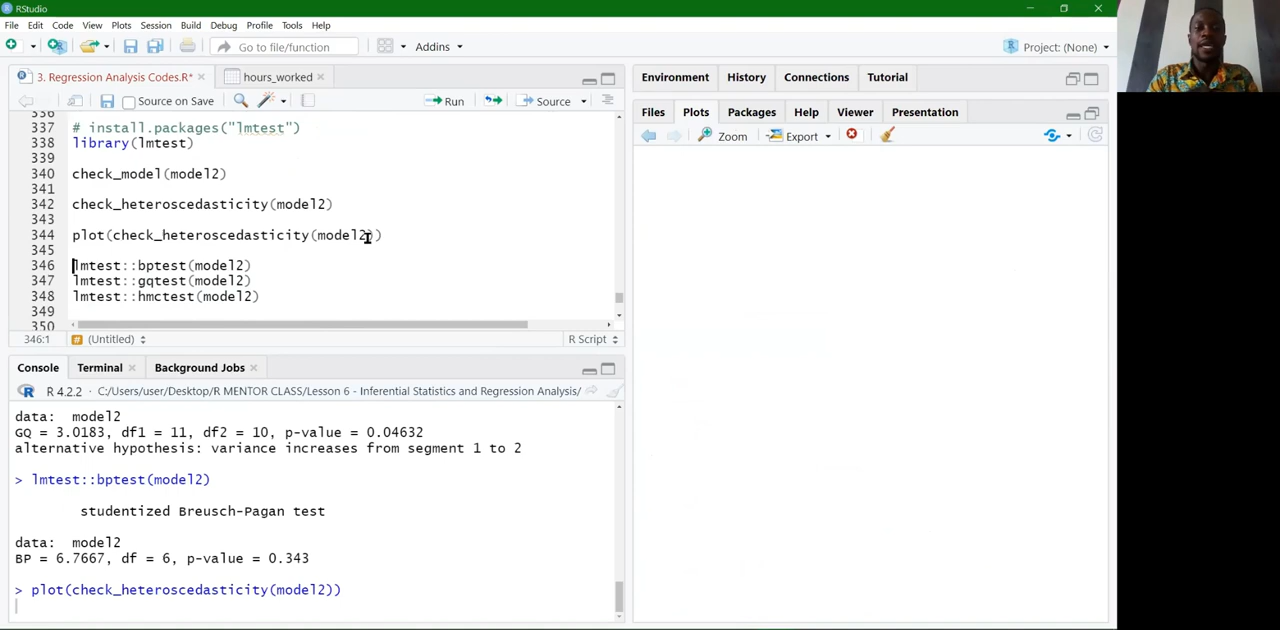 RStudio
File Edit Code View Plots Session Build Debug Profile Tools Help
Go to file/function Addins Project: (None)
3. Regression Analysis Codes.R* hours_worked
Source on Save Run Source
336
337 # install.packages("lmtest")
338 library(lmtest)
339
340 check_model(model2)
341
342 check_heteroscedasticity(model2)
343
344 plot(check_heteroscedasticity(model2))
345
346 lmtest::bptest(model2)
347 lmtest::gqtest(model2)
348 lmtest::hmctest(model2)
349
350
346:1 # (Untitled) R Script
Console Terminal Background Jobs
R 4.2.2 · C:/Users/user/Desktop/R MENTOR CLASS/Lesson 6 - Inferential Statistics and Regression Analysis/
data: model2
GQ = 3.0183, df1 = 11, df2 = 10, p-value = 0.04632
alternative hypothesis: variance increases from segment 1 to 2
> lmtest::bptest(model2)
studentized Breusch-Pagan test
data: model2
BP = 6.7667, df = 6, p-value = 0.343
> plot(check_heteroscedasticity(model2))
Environment History Connections Tutorial
Files Plots Packages Help Viewer Presentation
Zoom Export